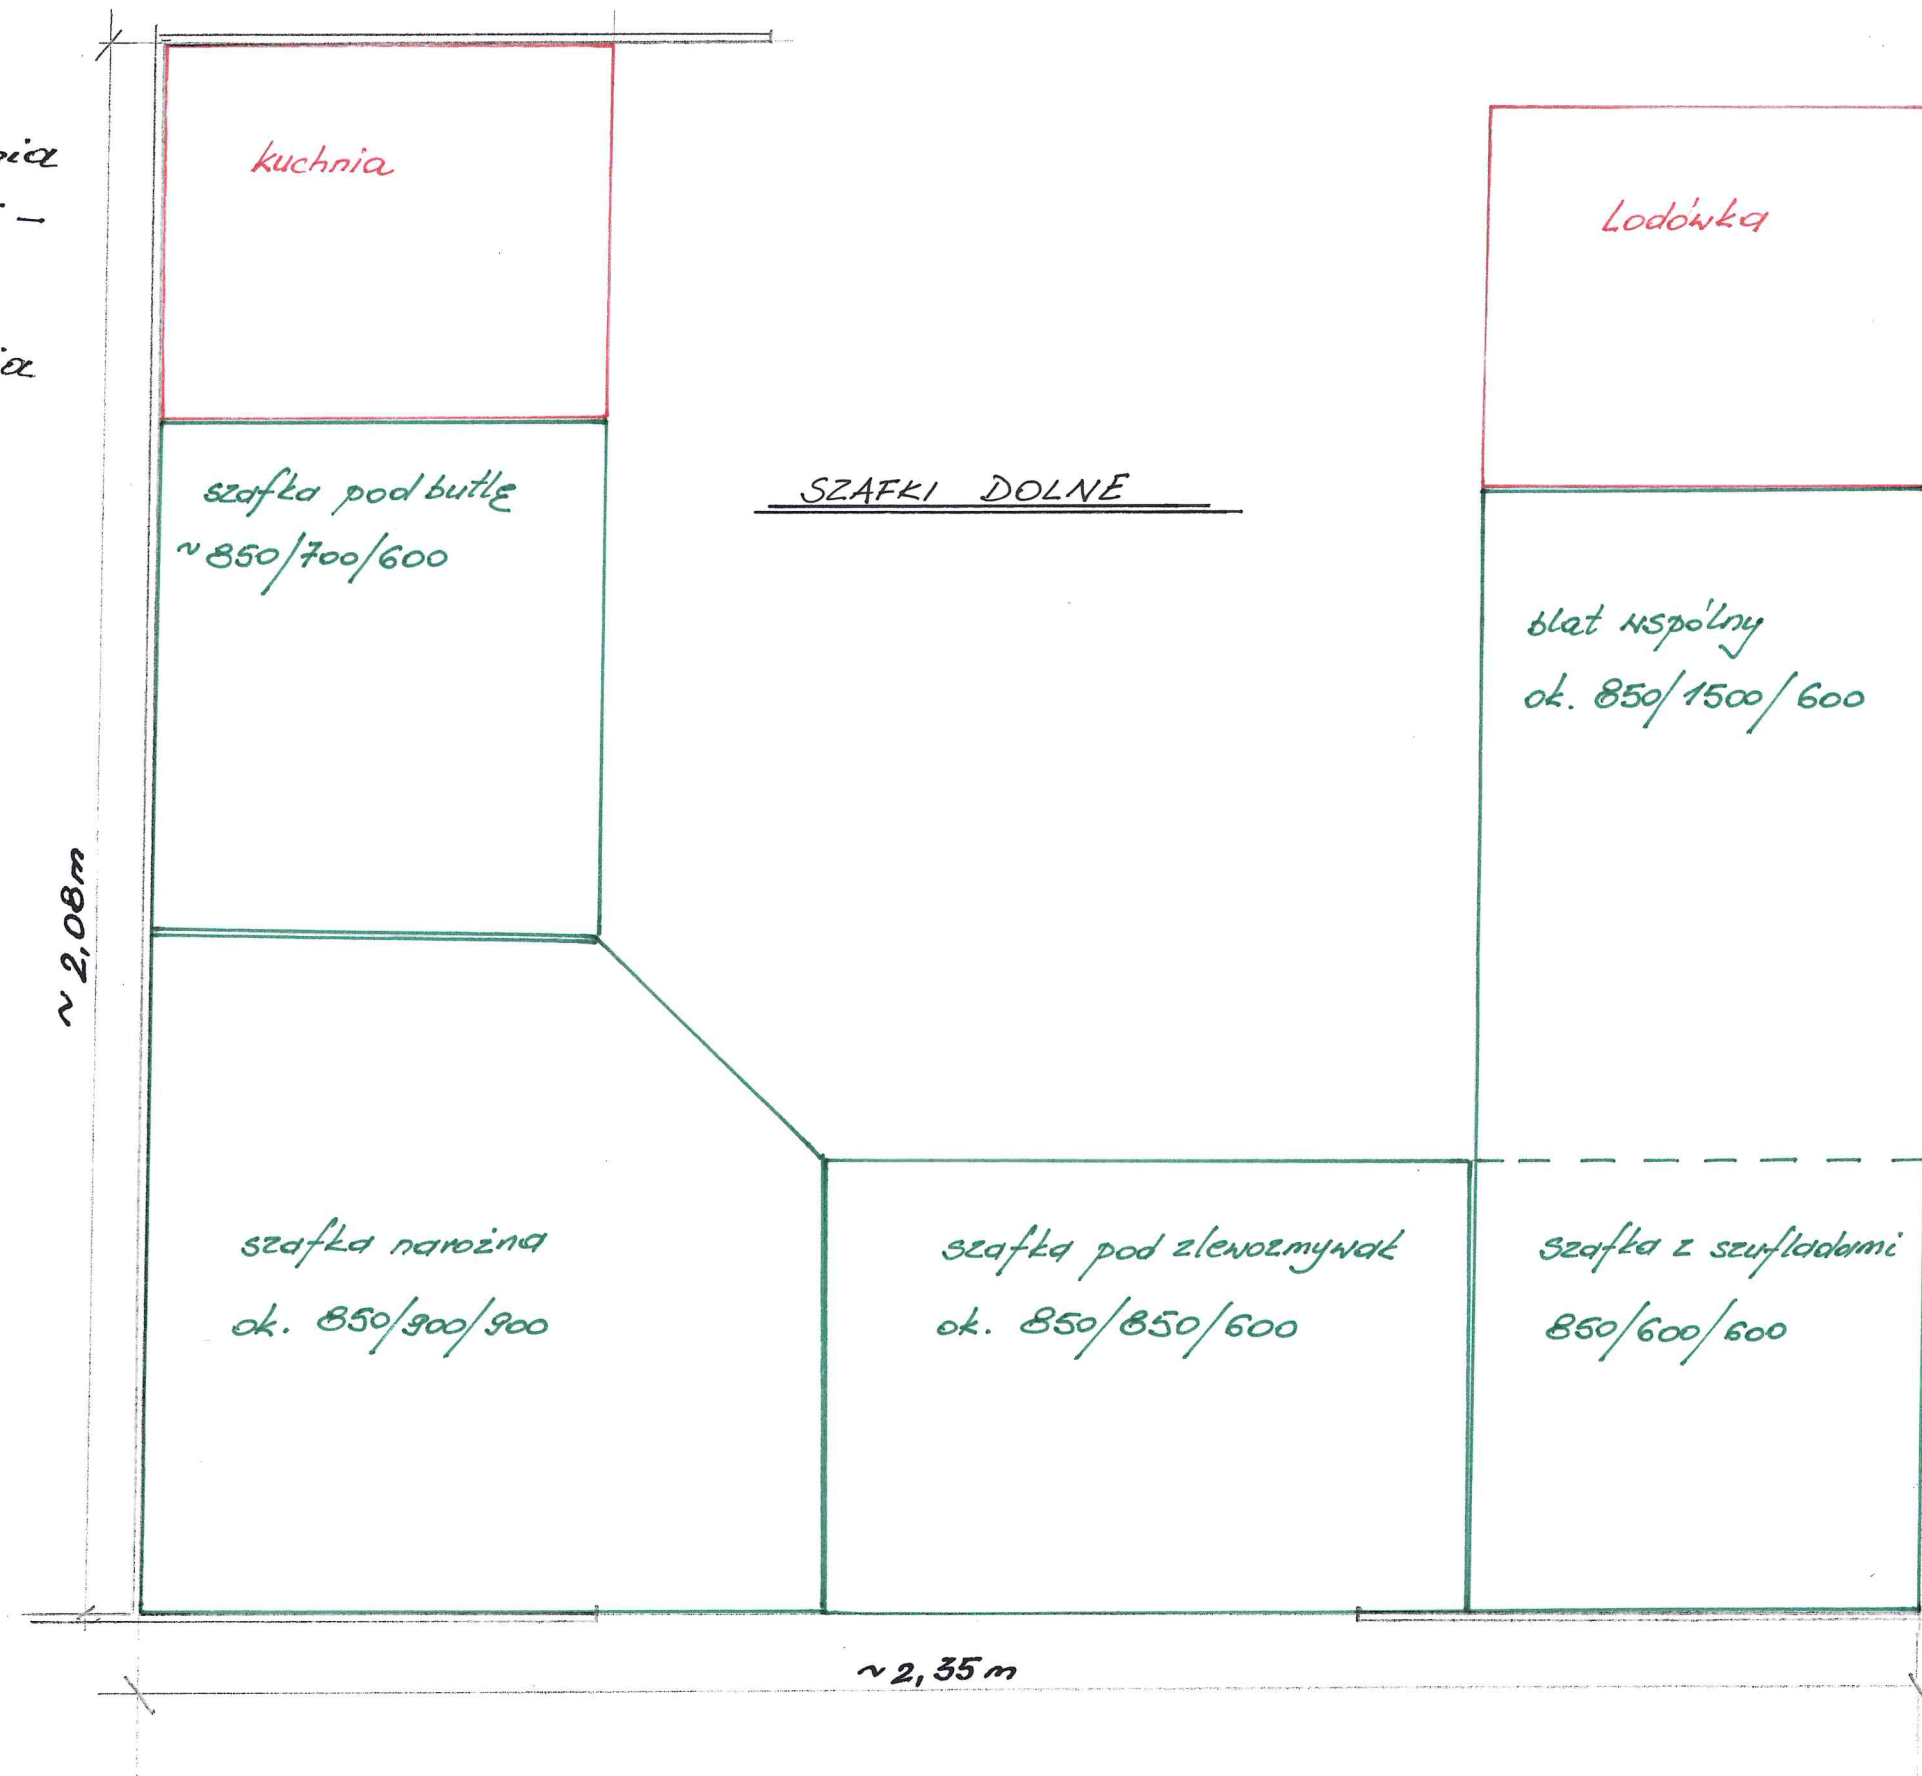 kuchnia
Lodówka
szafka pod butlę
~850/700/600
SZAFKI DOLNE
blat wspólny
ok. 850/1500/600
~ 2,08m
szafka narożna
ok. 850/900/900
szafka pod zlewozmywak
ok. 850/850/600
szafka z szufladami
850/600/600
~2,35m